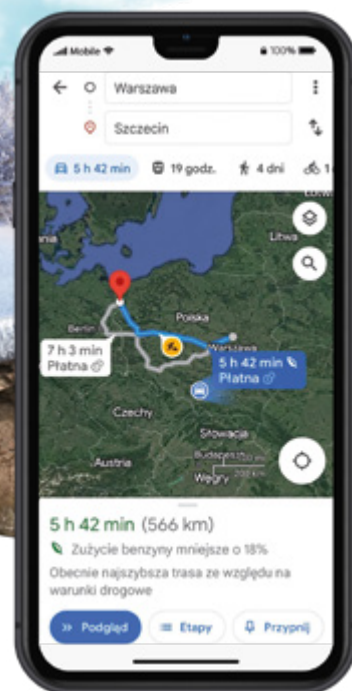 Mobile
100%
Warszawa
Szczecin
5 h 42 min
19 godz.
4 dni
1
Litwa
Polska
Berlin
Warszawa
7 h 3 min
Płatna
5 h 42 min
Płatna
Czechy
Słowacja
Austria
Budapeszt
Węgry
5 h 42 min (566 km)
Zużycie benzyny mniejsze o 18%
Obecnie najszybsza trasa ze względu na
warunki drogowe
Podgląd
Etapy
Przypnij